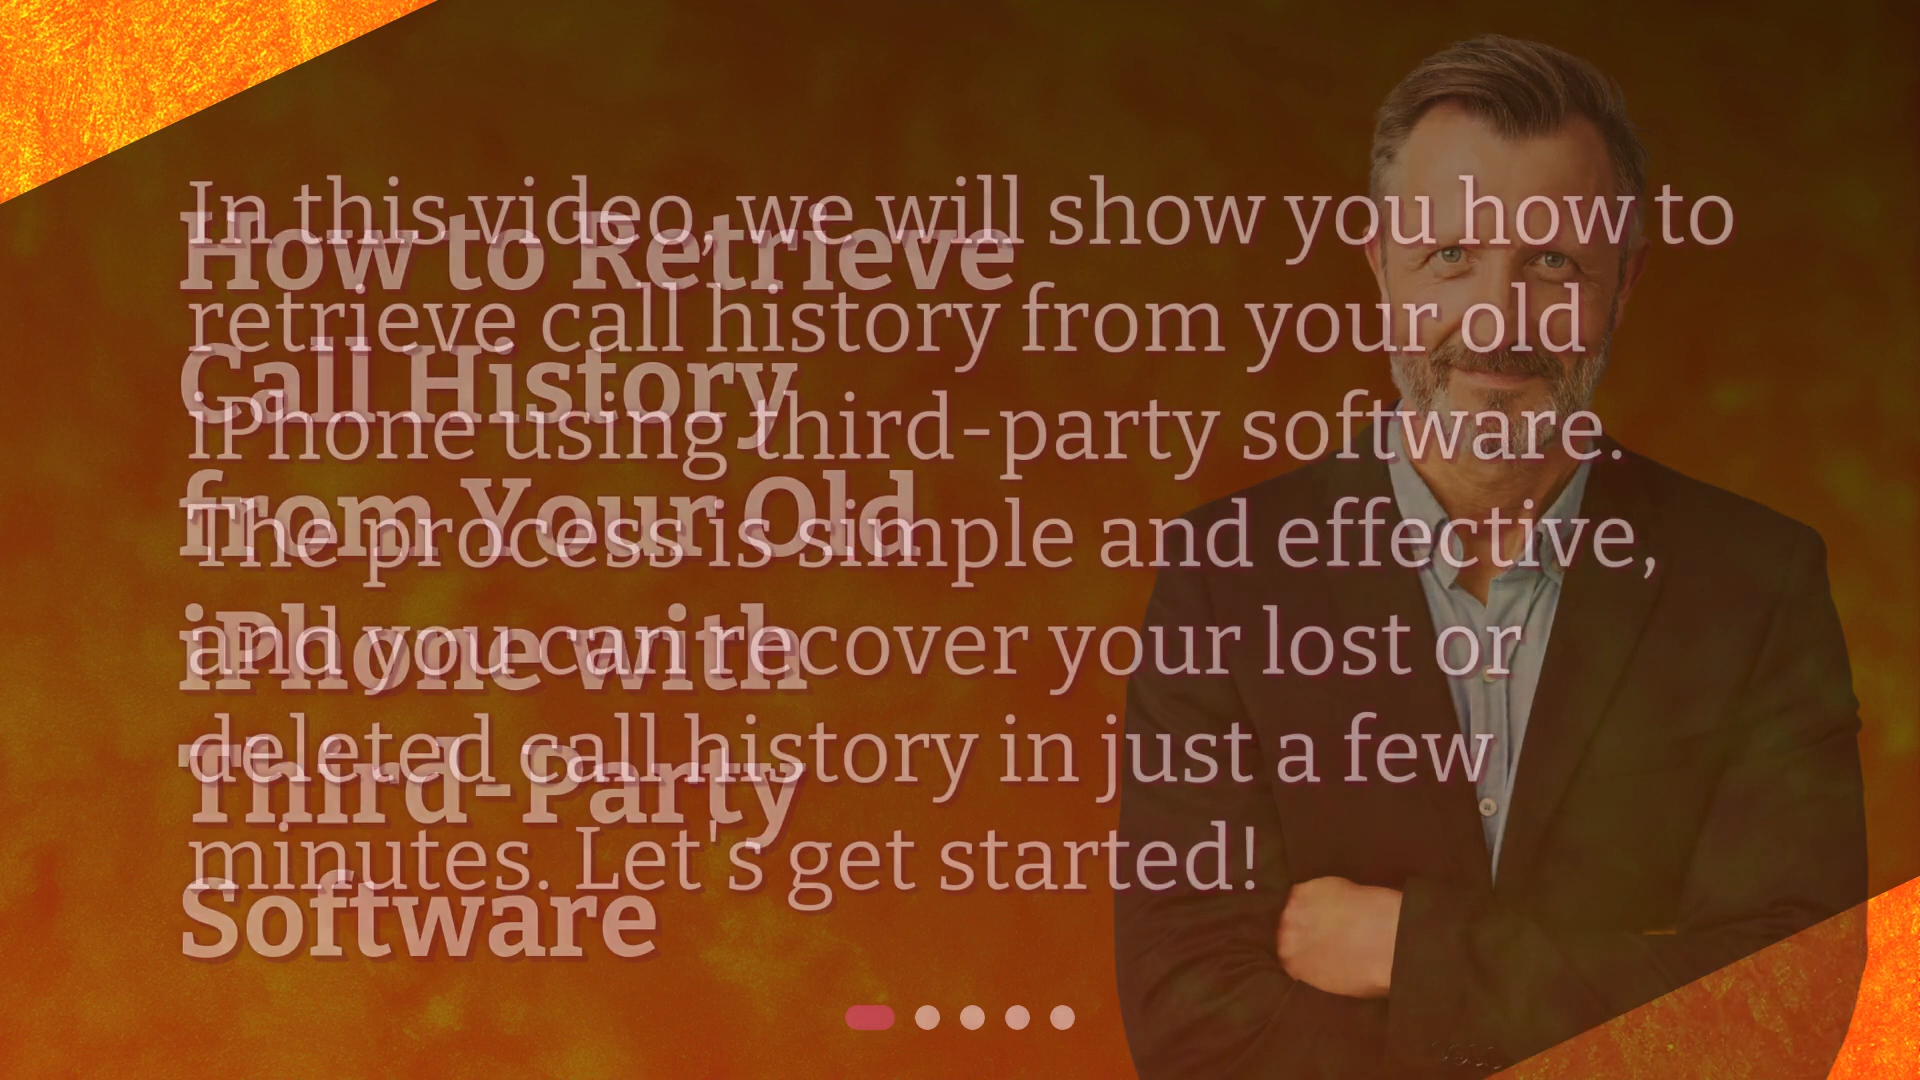 How to Retrieve
Call History
from Your Old
iPhone with
Third-Party
Software
In this video, we will show you how to
retrieve call history from your old
iPhone using third-party software.
The process is simple and effective,
and you can recover your lost or
deleted call history in just a few
minutes. Let's get started!